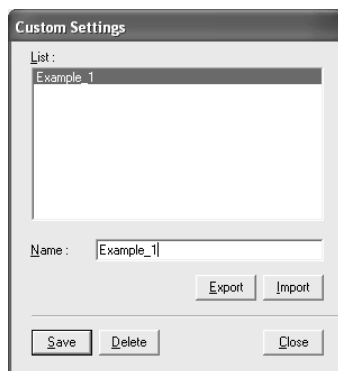 Custom Settings
List :
Example_1
Name : Example_1
Export Import
Save Delete Close